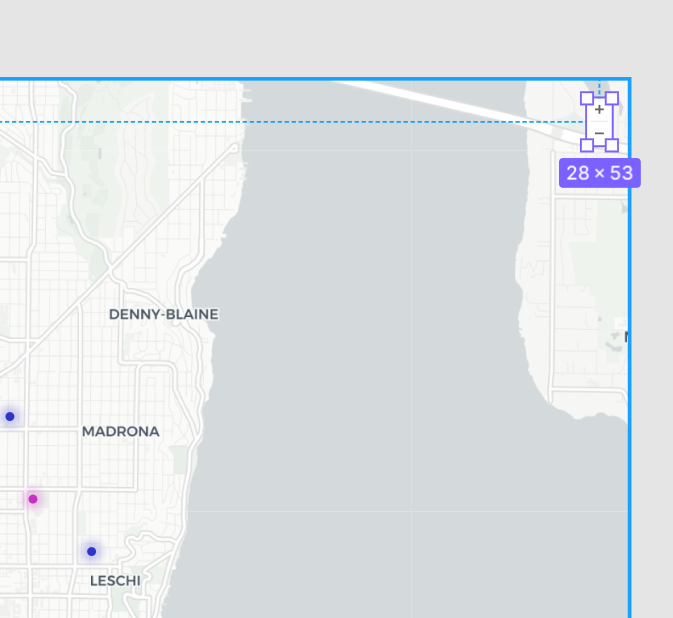 +
−
28 × 53
DENNY-BLAINE
MADRONA
LESCHI